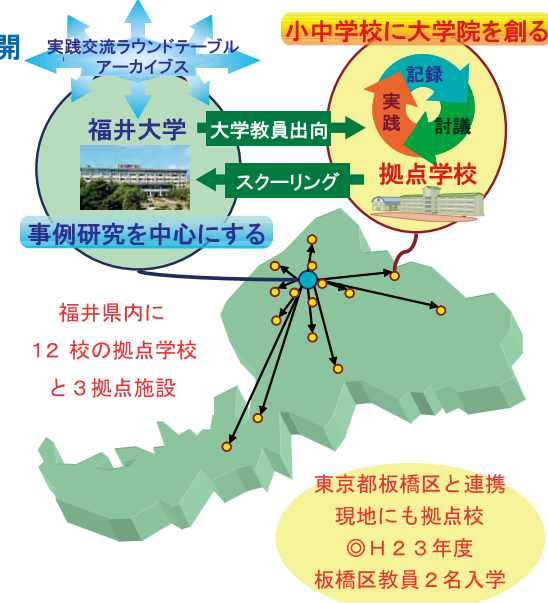 開
実践交流ラウンドテーブル
アーカイブス
小中学校に大学院を創る
福井大学
大学教員出向
スクーリング
記録
実践
討議
拠点学校
事例研究を中心にする
福井県内に
12 校の拠点学校
と３拠点施設
東京都板橋区と連携
現地にも拠点校
◎Ｈ２３年度
板橋区教員２名入学